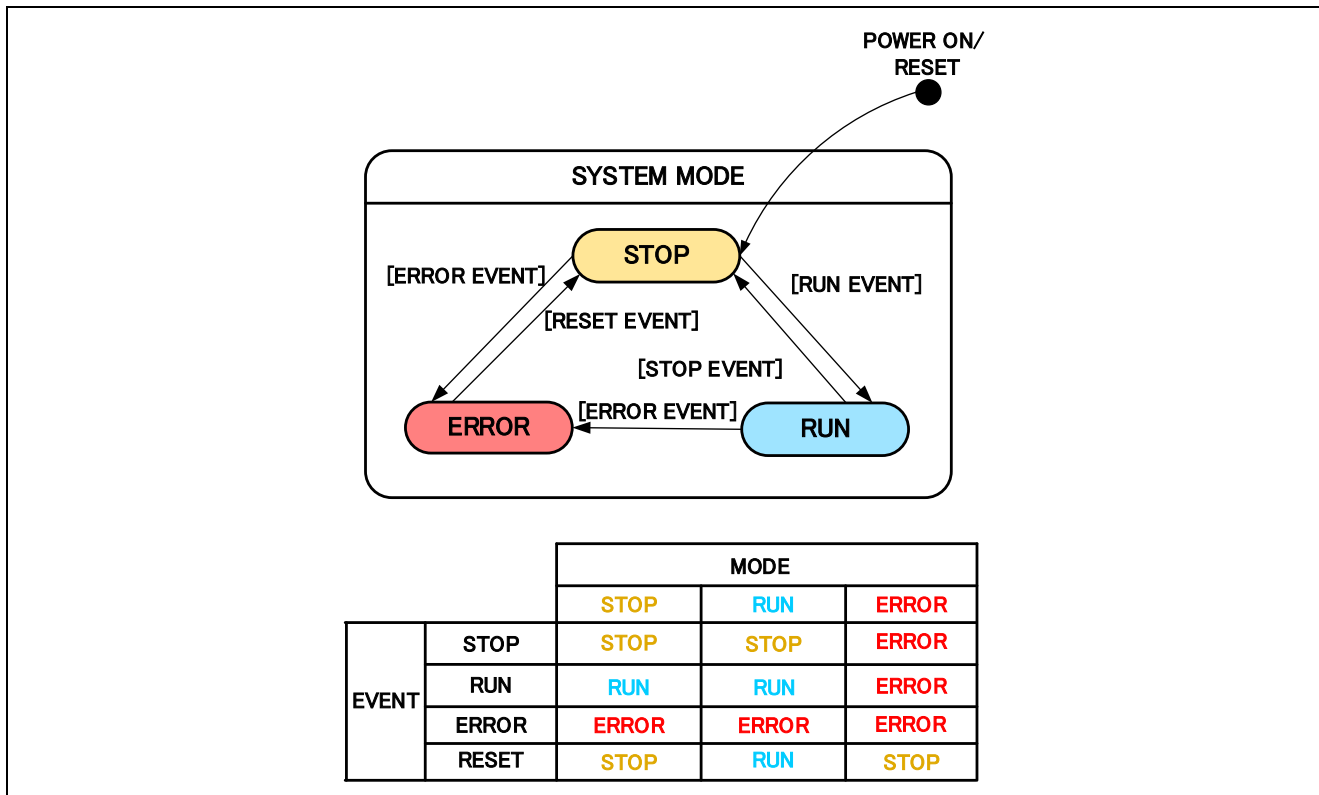 POWER ON/
RESET
SYSTEM MODE
STOP
[ERROR EVENT]
[RUN EVENT]
[RESET EVENT]
[STOP EVENT]
[ERROR EVENT]
ERROR
RUN
MODE
STOP RUN ERROR
STOP STOP STOP ERROR
RUN RUN RUN ERROR
EVENT
ERROR ERROR ERROR ERROR
RESET STOP RUN STOP